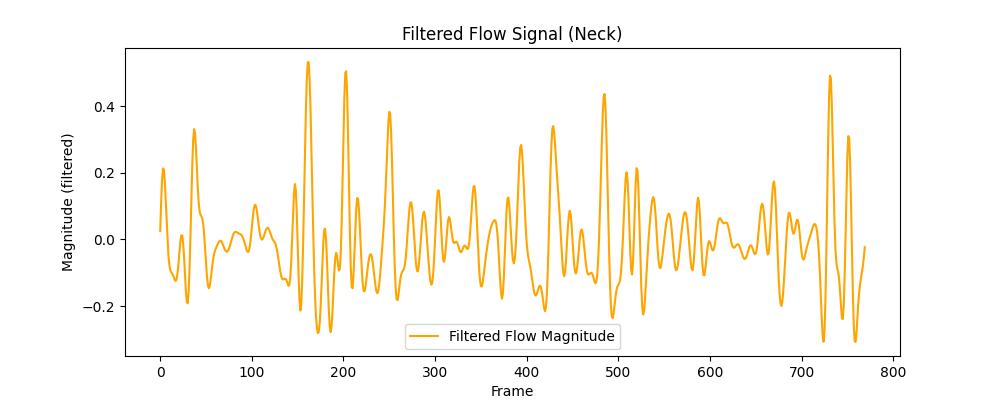 Filtered Flow Signal (Neck)
Magnitude (filtered)
0.4
0.2
0.0
−0.2
Filtered Flow Magnitude
0 100 200 300 400 500 600 700 800
Frame